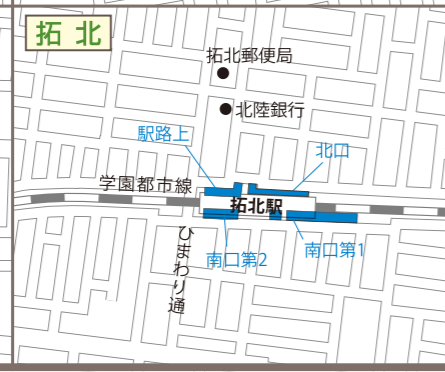 拓北
拓北郵便局
北陸銀行
駅路上
北口
学園都市線
拓北駅
ひまわり通
南口第2
南口第1